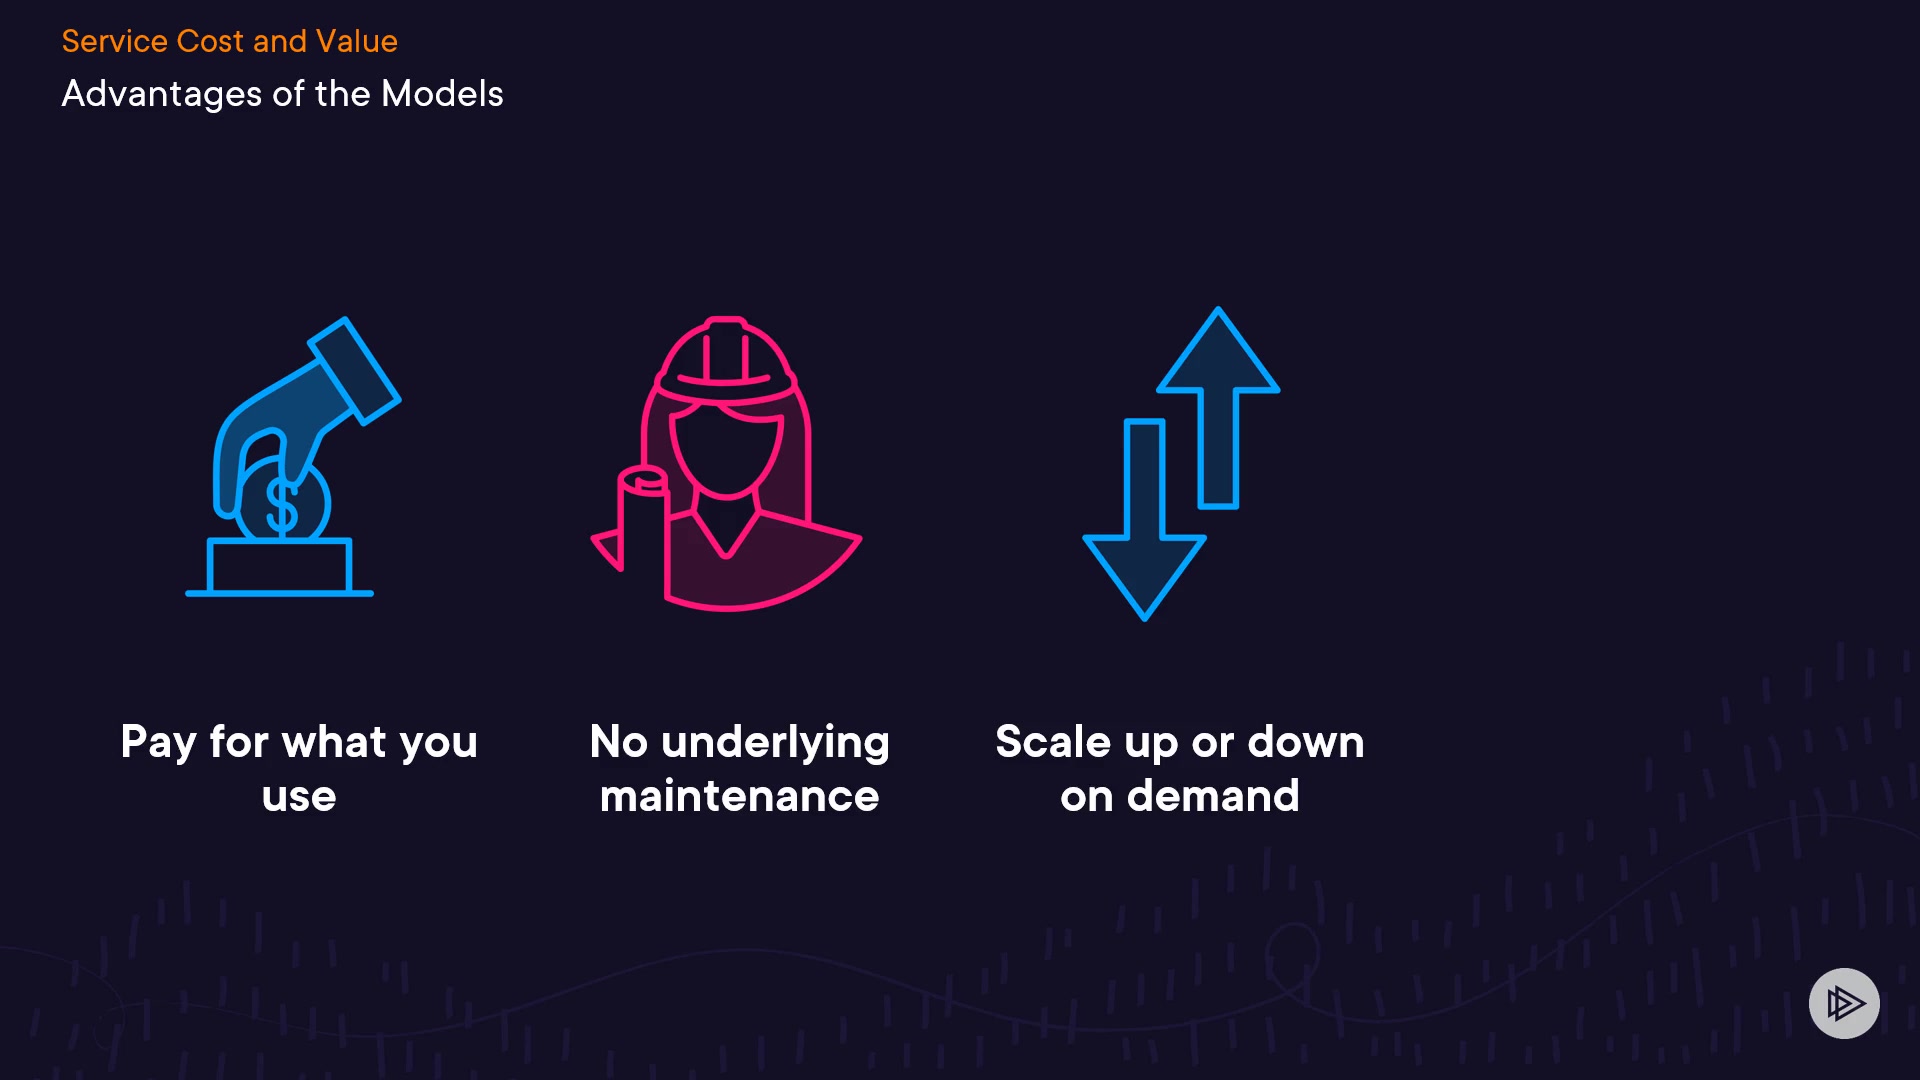 Service Cost and Value
Advantages of the Models
$
Pay for what you
use
No underlying
maintenance
Scale up or down
on demand